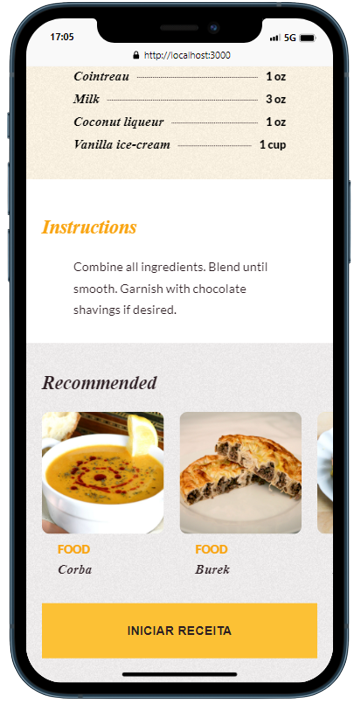 17:05
5G
http://localhost:3000
Cointreau 1 oz
Milk 3 oz
Coconut liqueur 1 oz
Vanilla ice-cream 1 cup
Instructions
Combine all ingredients. Blend until
smooth. Garnish with chocolate
shavings if desired.
Recommended
FOOD FOOD
Corba Burek
INICIAR RECEITA